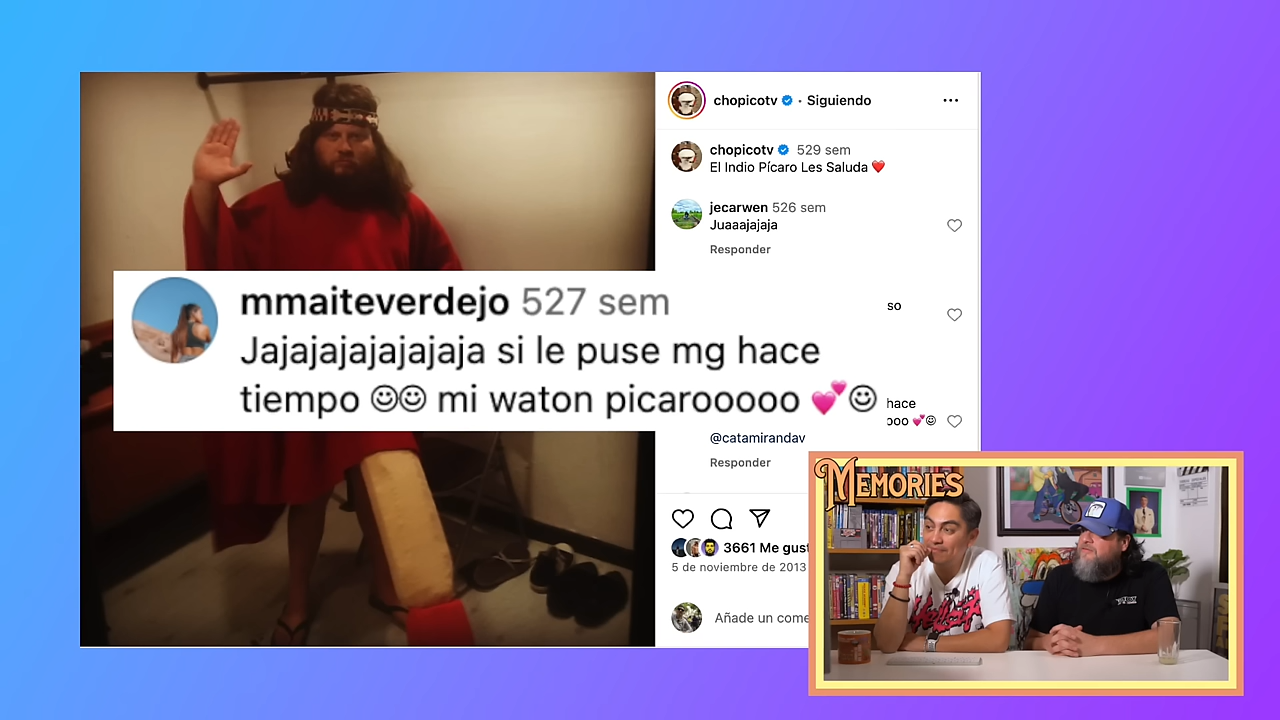 chopicotv • Siguiendo
chopicotv 529 sem
El Indio Pícaro Les Saluda ❤️
jecarwen 526 sem
Juaaajajaja
Responder
so
mmaiteverdejo 527 sem
Jajajajajajajaja si le puse mg hace
tiempo ☺☺ mi waton picarooooo 💕☺
hace
ooo 💕☺
@catamirandav
Responder
3661 Me gust
5 de noviembre de 2013
Añade un come
MEMORIES